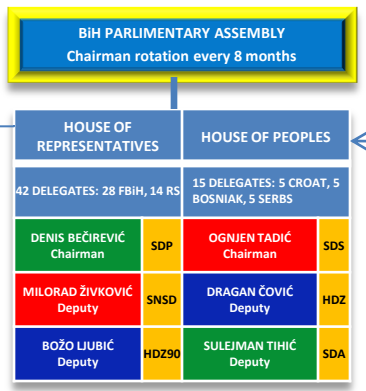 BiH PARLIMENTARY ASSEMBLY
Chairman rotation every 8 months
HOUSE OF
REPRESENTATIVES
HOUSE OF PEOPLES
42 DELEGATES: 28 FBiH, 14 RS
15 DELEGATES: 5 CROAT, 5
BOSNIAK, 5 SERBS
DENIS BEČIREVIĆ
Chairman
SDP
OGNJEN TADIĆ
Chairman
SDS
MILORAD ŽIVKOVIĆ
Deputy
SNSD
DRAGAN ČOVIĆ
Deputy
HDZ
BOŽO LJUBIĆ
Deputy
HDZ90
SULEJMAN TIHIĆ
Deputy
SDA